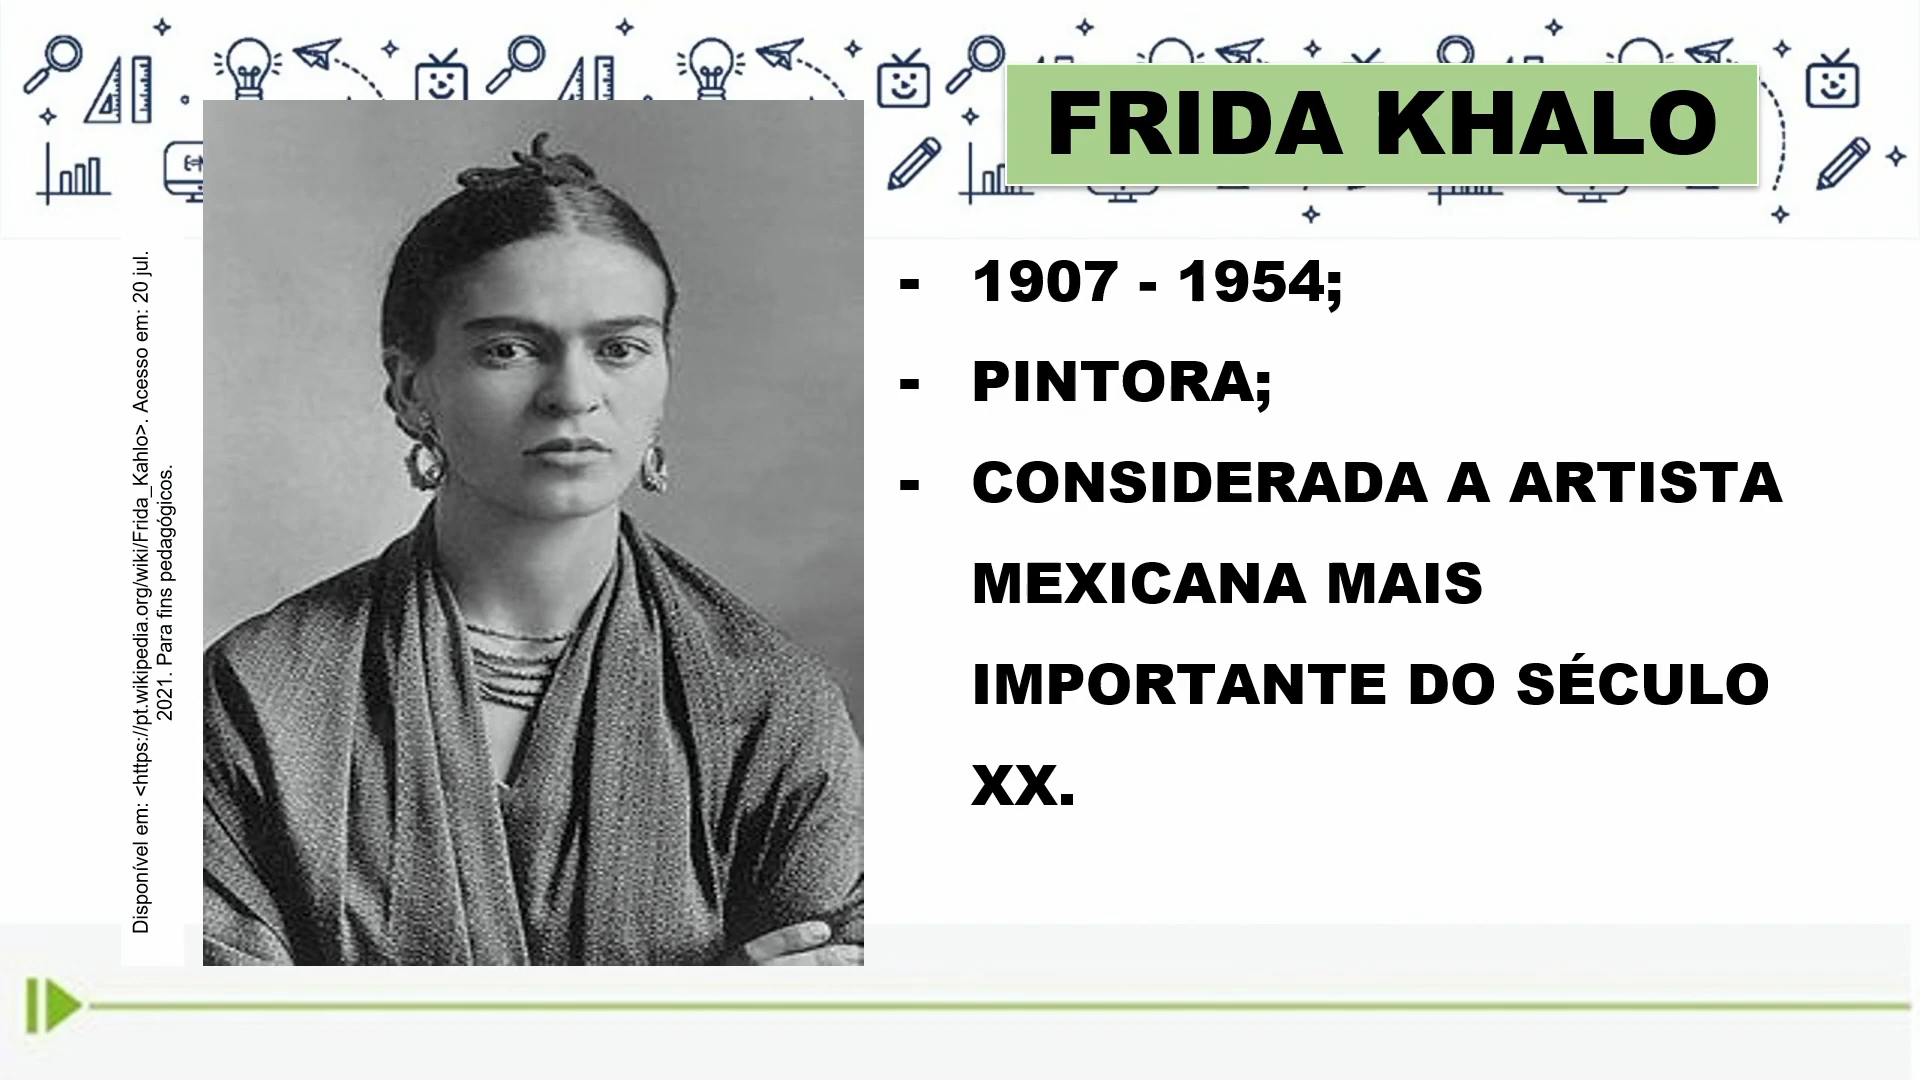 FRIDA KHALO
Disponível em: <https://pt.wikipedia.org/wiki/Frida_Kahlo>. Acesso em: 20 jul.
2021. Para fins pedagógicos.
- 1907 - 1954;
- PINTORA;
- CONSIDERADA A ARTISTA
MEXICANA MAIS
IMPORTANTE DO SÉCULO
XX.